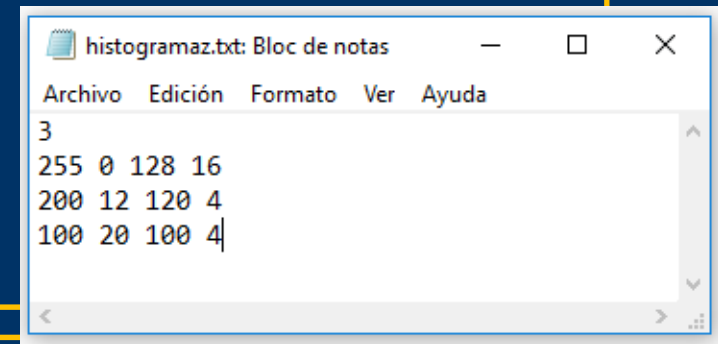 histogramaz.txt: Bloc de notas
Archivo Edición Formato Ver Ayuda
3
255 0 128 16
200 12 120 4
100 20 100 4